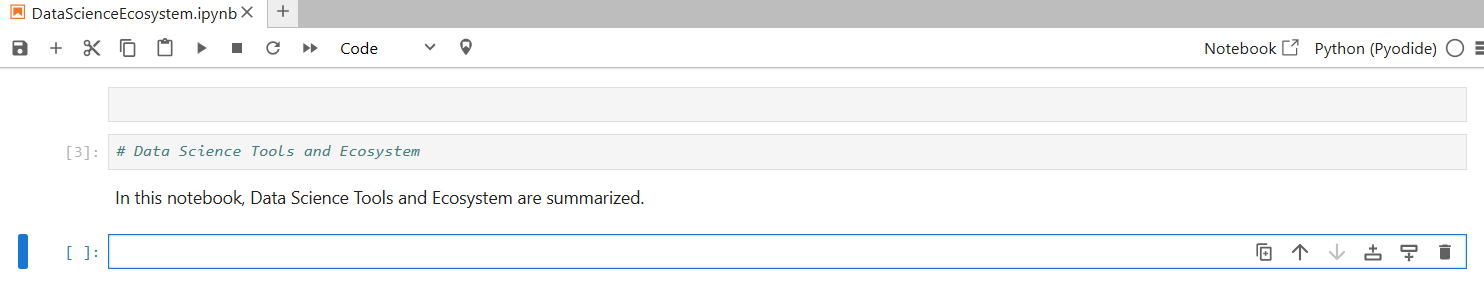 DataScienceEcosystem.ipynb
Code
Notebook Python (Pyodide)
[3]: # Data Science Tools and Ecosystem
In this notebook, Data Science Tools and Ecosystem are summarized.
[ ]: